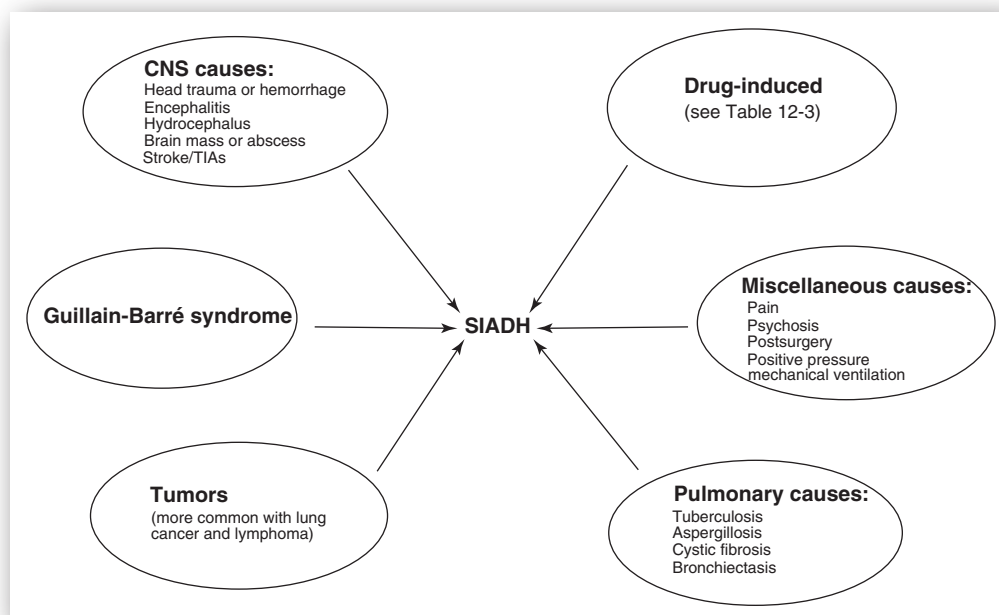 CNS causes:
Head trauma or hemorrhage
Encephalitis
Hydrocephalus
Brain mass or abscess
Stroke/TIAs
Drug-induced
(see Table 12-3)
Guillain-Barré syndrome
SIADH
Miscellaneous causes:
Pain
Psychosis
Postsurgery
Positive pressure
mechanical ventilation
Tumors
(more common with lung
cancer and lymphoma)
Pulmonary causes:
Tuberculosis
Aspergillosis
Cystic fibrosis
Bronchiectasis